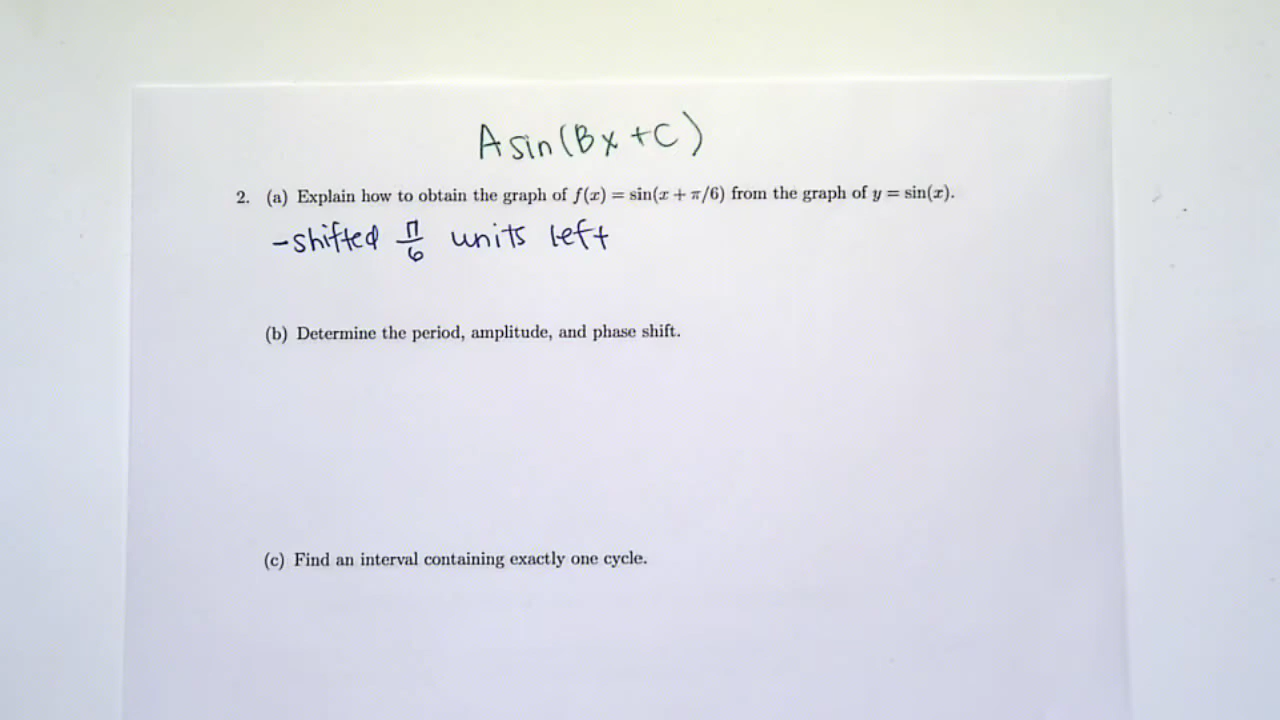 A sin(Bx + C)
2. (a) Explain how to obtain the graph of f(x) = sin(x + π/6) from the graph of y = sin(x).
- shifted π/6 units left
(b) Determine the period, amplitude, and phase shift.
(c) Find an interval containing exactly one cycle.